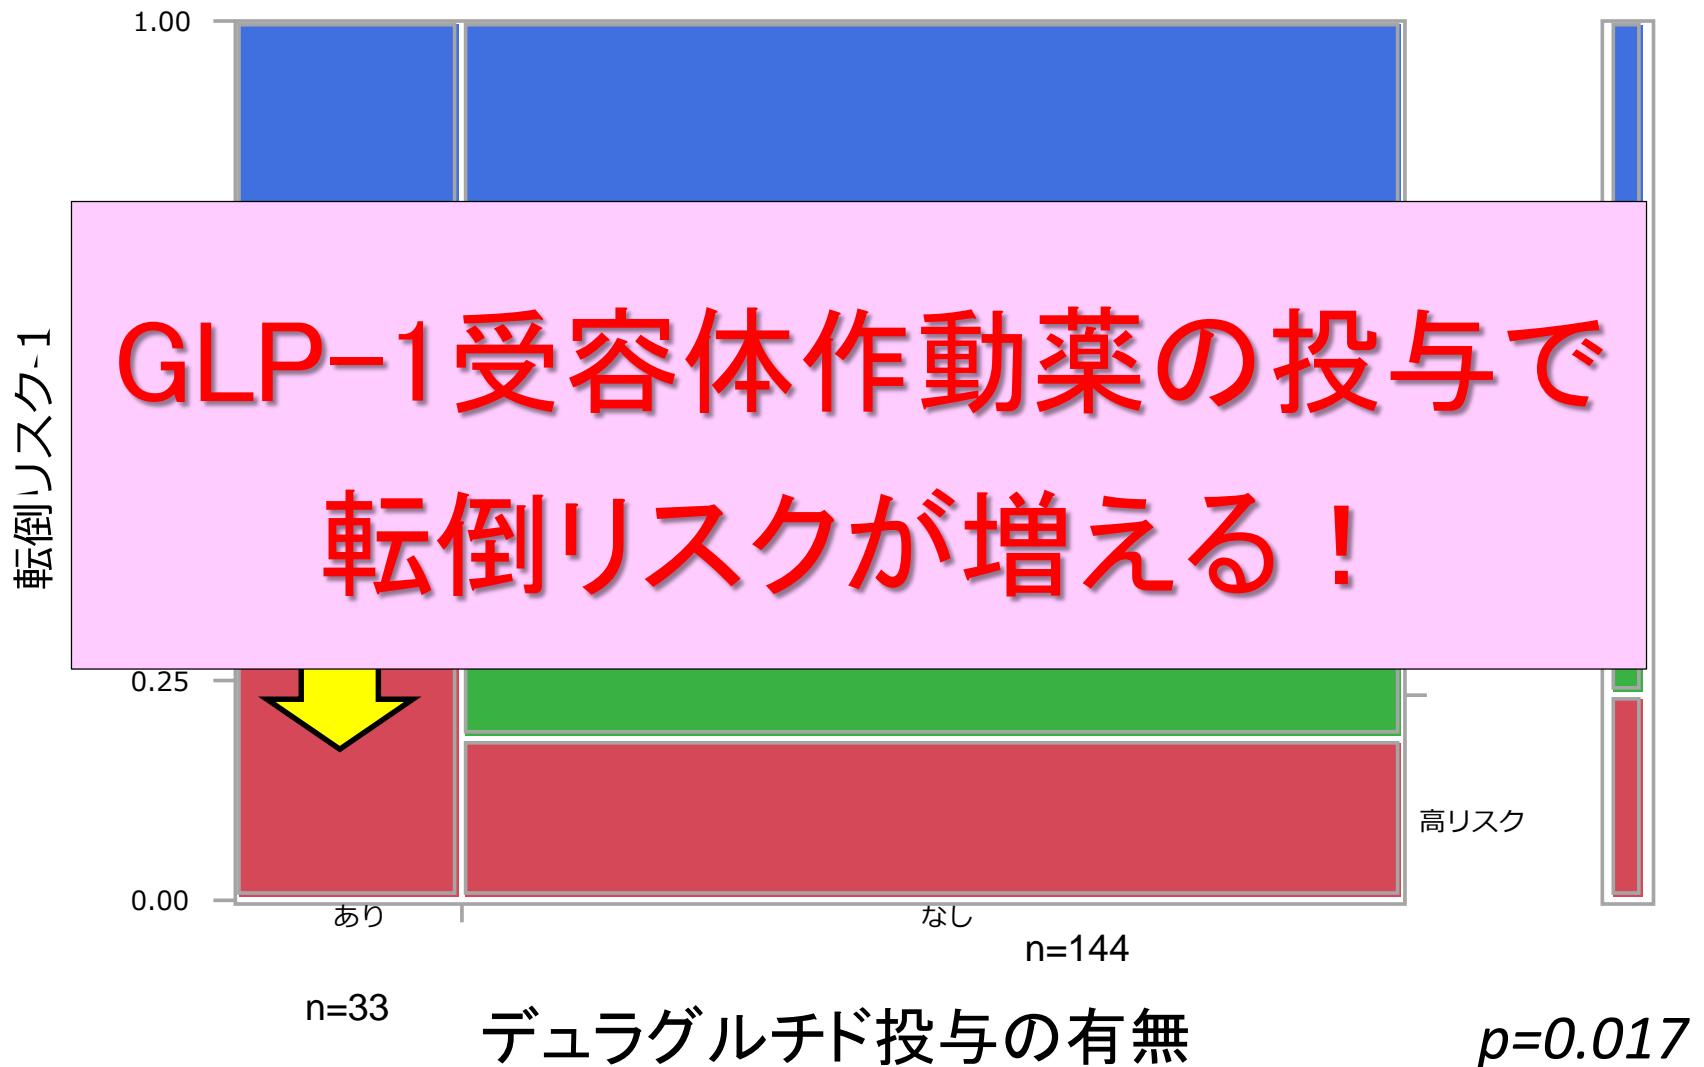 1.00
転倒リスク-1
GLP-1受容体作動薬の投与で
転倒リスクが増える！
0.25
高リスク
0.00
あり
なし
n=144
n=33
デュラグルチド投与の有無
p=0.017